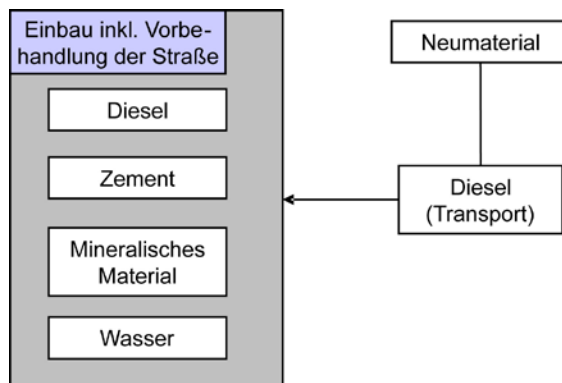 Einbau inkl. Vorbe-
handlung der Straße
Diesel
Zement
Mineralisches
Material
Wasser
Neumaterial
Diesel
(Transport)